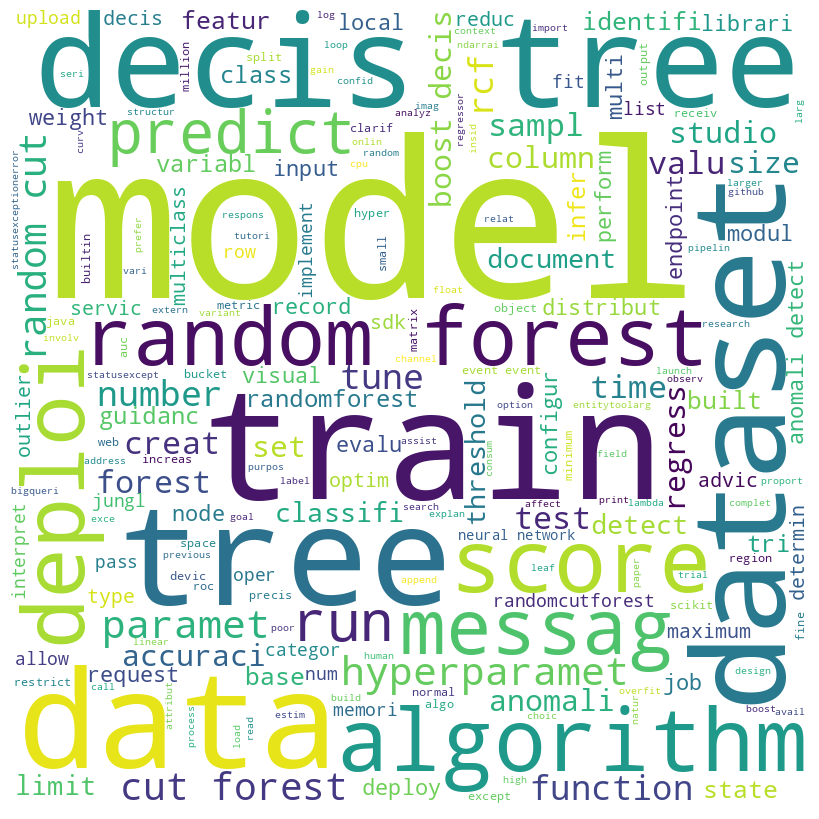 upload
decis
featur
log
local
context
reduc
identifi
librari
loop
ndarrai
import
decis tree
million
seri
class
split
gain
confid
imag
boost decis
regressor
rcf
insid
fit
multi
output
list
receiv
larg
weight
structur
predict
analyz
clarif
onlin
random
cpu
sampl
studio
curv
variabl
input
column
valu
size
random cut
statusexceptionerror
model
builtin
prefer
vari
multiclass
respons
tutori
row
hyper
small
implement
relat
infer
perform
document
endpoint
larger
github
pipelin
modul
dataset
servic
extern
metric
record
float
sdk
object
distribut
java
involv
variant
auc
statusexcept
random forest
matrix
channel
research
anomali detect
outlier
deploi
bucket
visual
tune
event event
launch
observ
number
randomforest
option
entitytoolarg
time
built
guidanc
creat
set
evalu
assist
threshold
consum
configur
minimum
regress
web
address
increas
train
purpos
label
search
affect
field
print
lambda
advic
proport
bigqueri
exce
forest
optim
explan
test
detect
complet
tri
determin
jungl
node
goal
classifi
neural network
interpret
space
previous
region
pass
devic
roc
oper
precis
tree
append
score
leaf
paper
trial
scikit
fine
type
randomcutforest
paramet
run
messag
maximum
linear
poor
allow
accuraci
categor
human
hyperparamet
restrict
call
request
base
num
build
normal
overfit
job
design
attribut
process
load
read
estim
memori
algo
anomali
choic
natur
boost
avail
data
algorithm
limit
cut forest
deploy
high
except
function
state